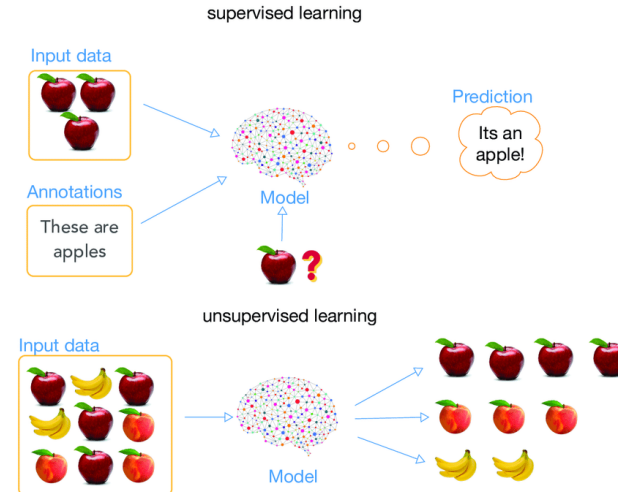 supervised learning
Input data
Annotations
These are
apples
Model
?
Prediction
Its an
apple!
unsupervised learning
Input data
Model